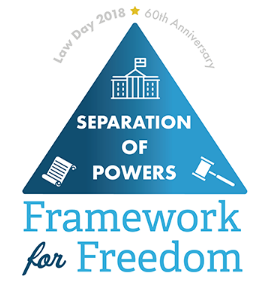 Law Day 2018 ★ 60th Anniversary
SEPARATION
OF
POWERS
Framework
for Freedom